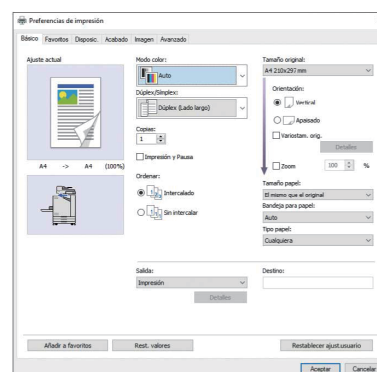 Preferencias de impresión
Básico Favoritos Disposic. Acabado Imagen Avanzado
Ajuste actual
A4 -> A4 (100%)
Modo color:
Auto
Dúplex/Símplex:
Dúplex (Lado largo)
Copias:
1
Impresión y Pausa
Ordenar:
Intercalado
Sin intercalar
Tamaño original:
A4 210x297 mm
Orientación:
Vertical
Apaisado
Variostam. orig.
Detalles
Zoom 100 %
Tamaño papel:
El mismo que el original
Bandeja para papel:
Auto
Tipo papel:
Cualquiera
Salida:
Impresión
Detalles
Destino:
Añadir a favoritos Rest. valores Restablecer ajust.usuario
Aceptar Cancelar